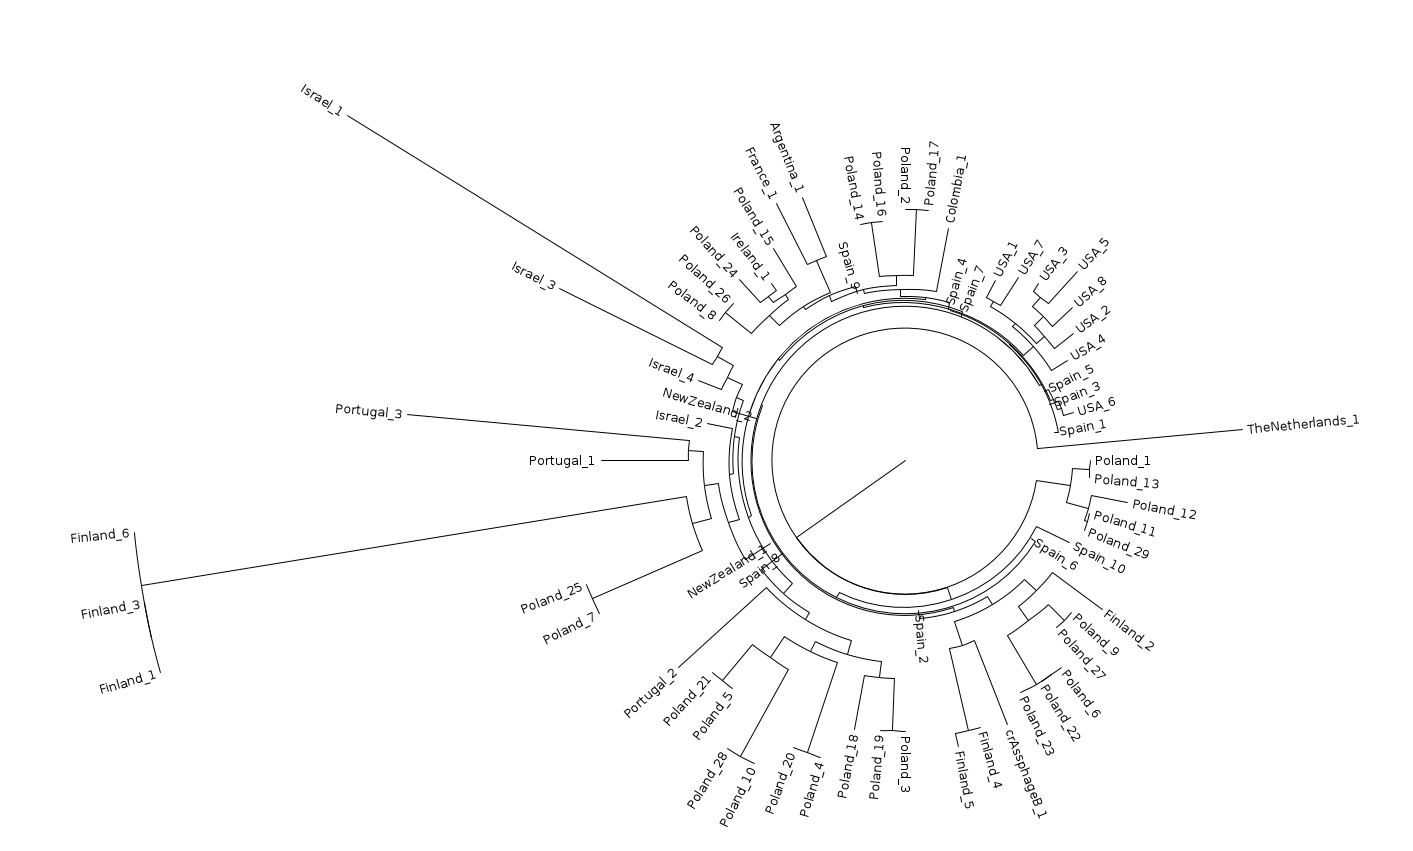 Israel_1
Argentina_1
France_1
Poland_14
Poland_16
Poland_2
Poland_17
Colombia_1
Poland_15
Ireland_1
Poland_24
Poland_26
Poland_8
Spain_9
Spain_4
Spain_7
USA_1
USA_7
USA_3
USA_5
USA_8
USA_2
USA_4
Spain_5
Spain_3
USA_6
Spain_1
TheNetherlands_1
Israel_3
Israel_4
NewZealand_2
Israel_2
Portugal_3
Portugal_1
Poland_1
Poland_13
Poland_12
Poland_11
Poland_29
Spain_10
Spain_6
Finland_6
Finland_3
Finland_1
Poland_25
Poland_7
NewZealand_1
Spain_8
Spain_2
Finland_2
Poland_9
Poland_27
Poland_6
Poland_22
Poland_23
crAssphageB_1
Finland_4
Finland_5
Portugal_2
Poland_21
Poland_5
Poland_28
Poland_10
Poland_20
Poland_4
Poland_18
Poland_19
Poland_3